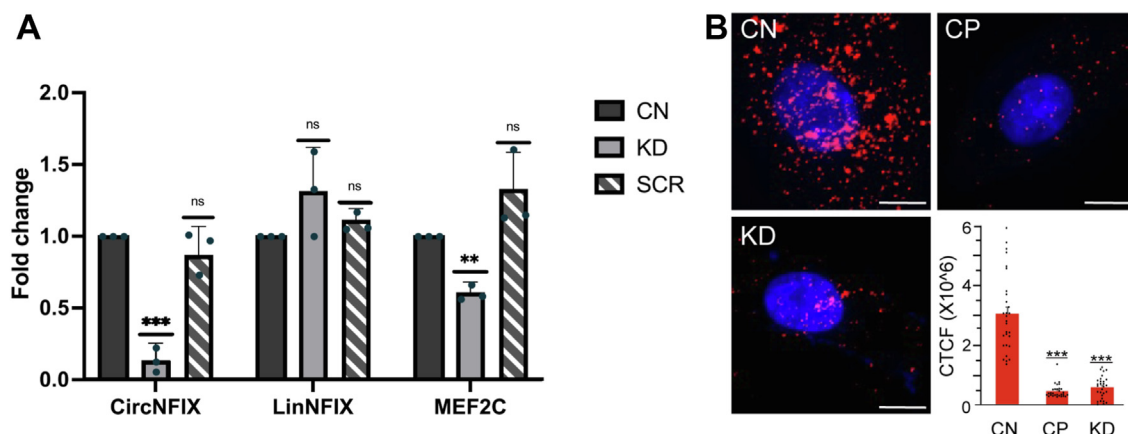 A
Fold change
2.0
1.5
1.0
0.5
0.0
***
ns
ns
ns
**
ns
CircNFIX
LinNFIX
MEF2C
CN
KD
SCR
B
CN
CP
KD
CTCF (X10^6)
6
4
2
0
***
***
CN
CP
KD